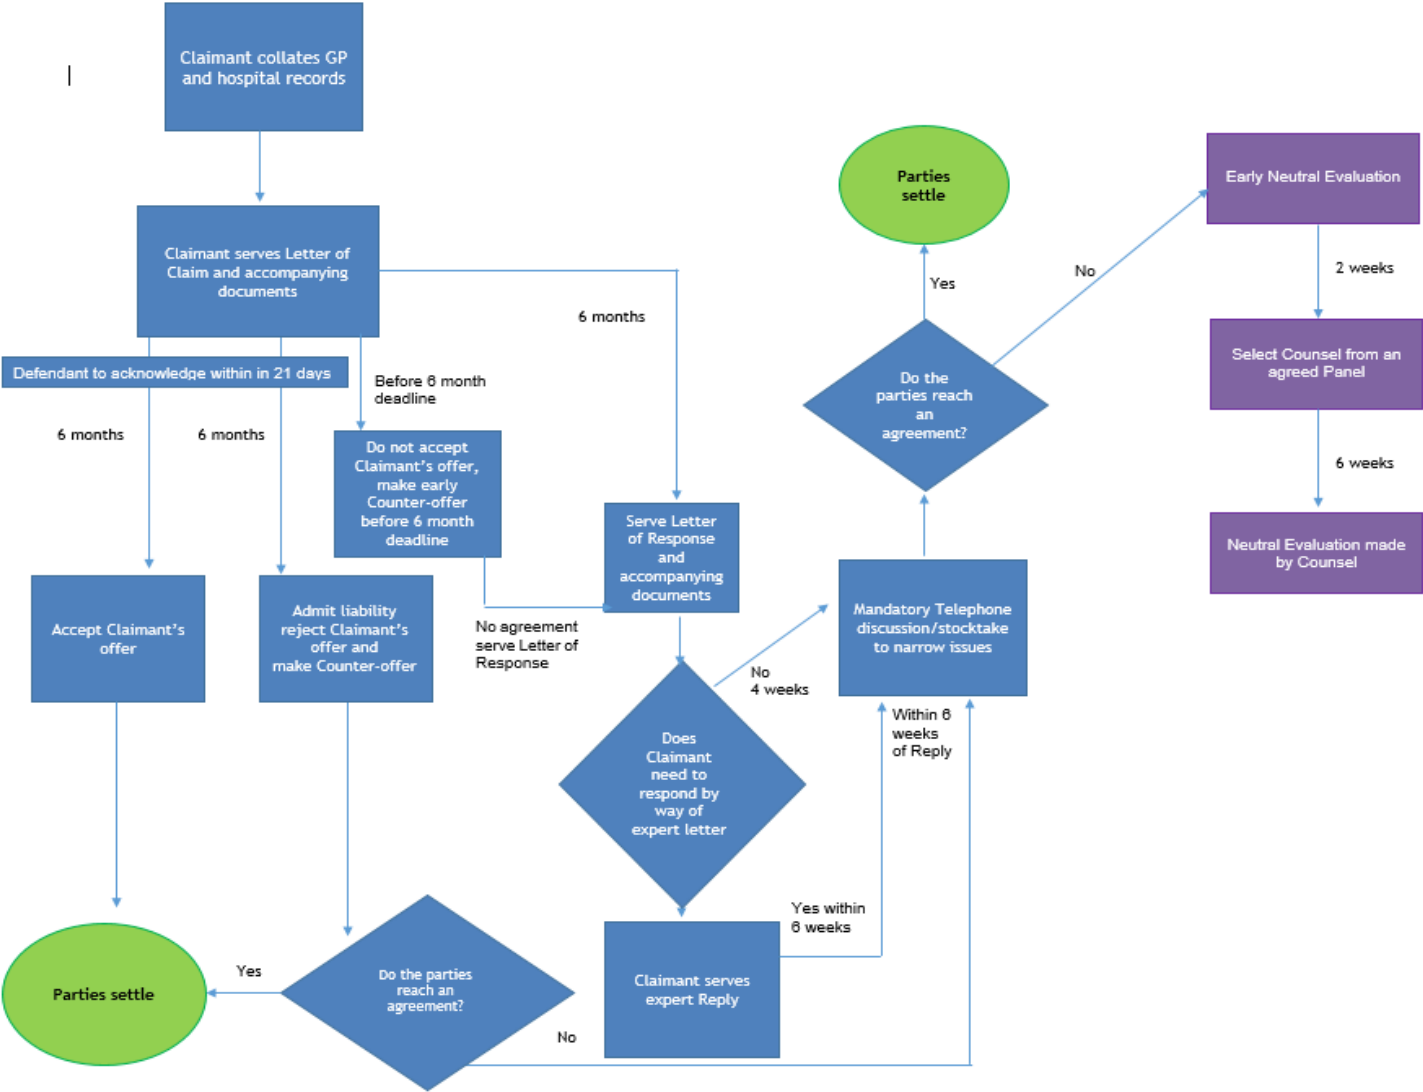 Claimant collates GP
and hospital records
Claimant serves Letter of
Claim and accompanying
documents
Defendant to acknowledge within in 21 days
6 months
6 months
Before 6 month
deadline
6 months
Do not accept
Claimant's offer,
make early
Counter-offer
before 6 month
deadline
Accept Claimant's
offer
Admit liability
reject Claimant's
offer and
make Counter-offer
No agreement
serve Letter of
Response
Serve Letter
of Response
and
accompanying
documents
No
4 weeks
Does
Claimant
need to
respond by
way of
expert letter
Yes within
6 weeks
Claimant serves
expert Reply
Parties settle
Yes
Do the parties
reach an
agreement?
No
Within 6
weeks
of Reply
Mandatory Telephone
discussion/stocktake
to narrow issues
Do the
parties reach
an
agreement?
Yes
Parties
settle
No
Early Neutral Evaluation
2 weeks
Select Counsel from an
agreed Panel
6 weeks
Neutral Evaluation made
by Counsel